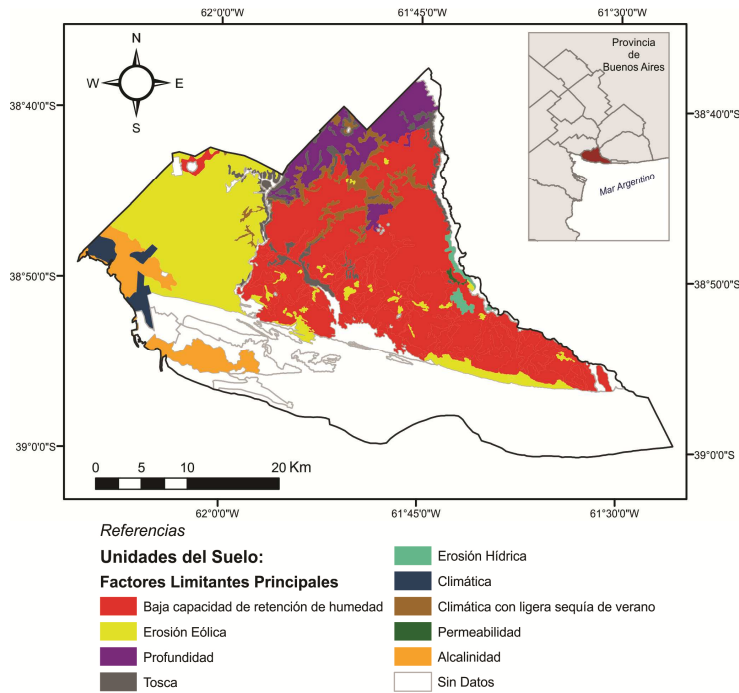 62°0'0"W
61°45'0"W
61°30'0"W
N
W
E
S
Provincia
de
Buenos Aires
Mar Argentino
38°40'0"S
38°40'0"S
38°50'0"S
38°50'0"S
39°0'0"S
39°0'0"S
0 5 10 20 Km
62°0'0"W
61°45'0"W
61°30'0"W
Referencias
Unidades del Suelo:
Factores Limitantes Principales
Baja capacidad de retención de humedad
Erosión Eólica
Profundidad
Tosca
Erosión Hídrica
Climática
Climática con ligera sequía de verano
Permeabilidad
Alcalinidad
Sin Datos